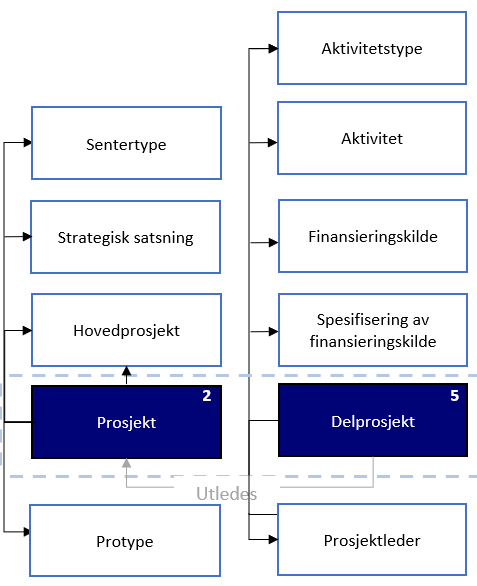 Aktivitetstype
Sentertype
Aktivitet
Strategisk satsning
Finansieringskilde
Hovedprosjekt
Spesifisering av
finansieringskilde
2
Prosjekt
5
Delprosjekt
Utledes
Protype
Prosjektleder